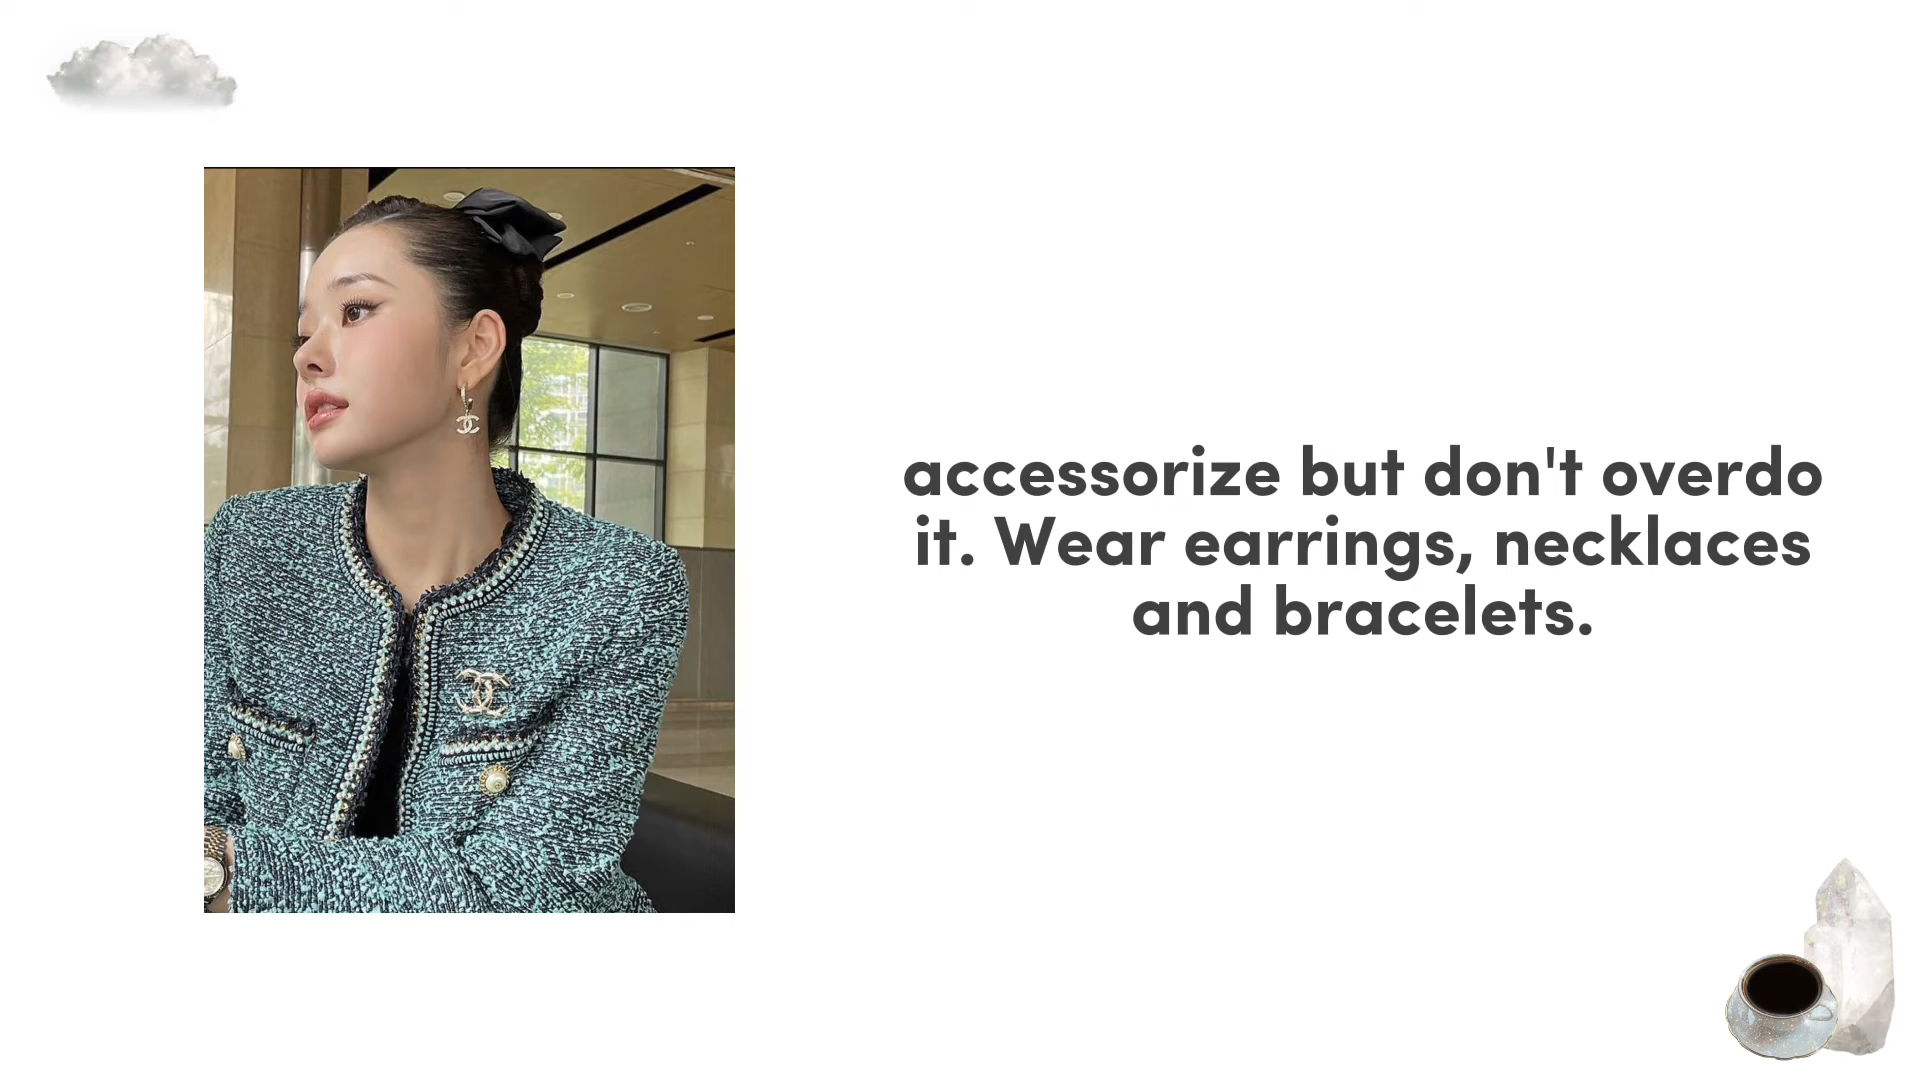 accessorize but don't overdo
it. Wear earrings, necklaces
and bracelets.